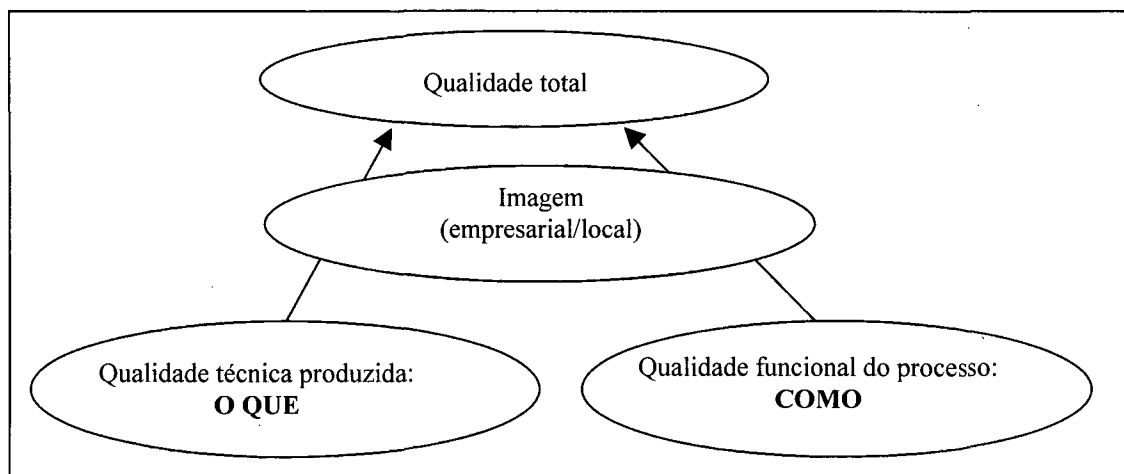 Qualidade total
Imagem
(empresarial/local)
Qualidade técnica produzida:
O QUE
Qualidade funcional do processo:
COMO